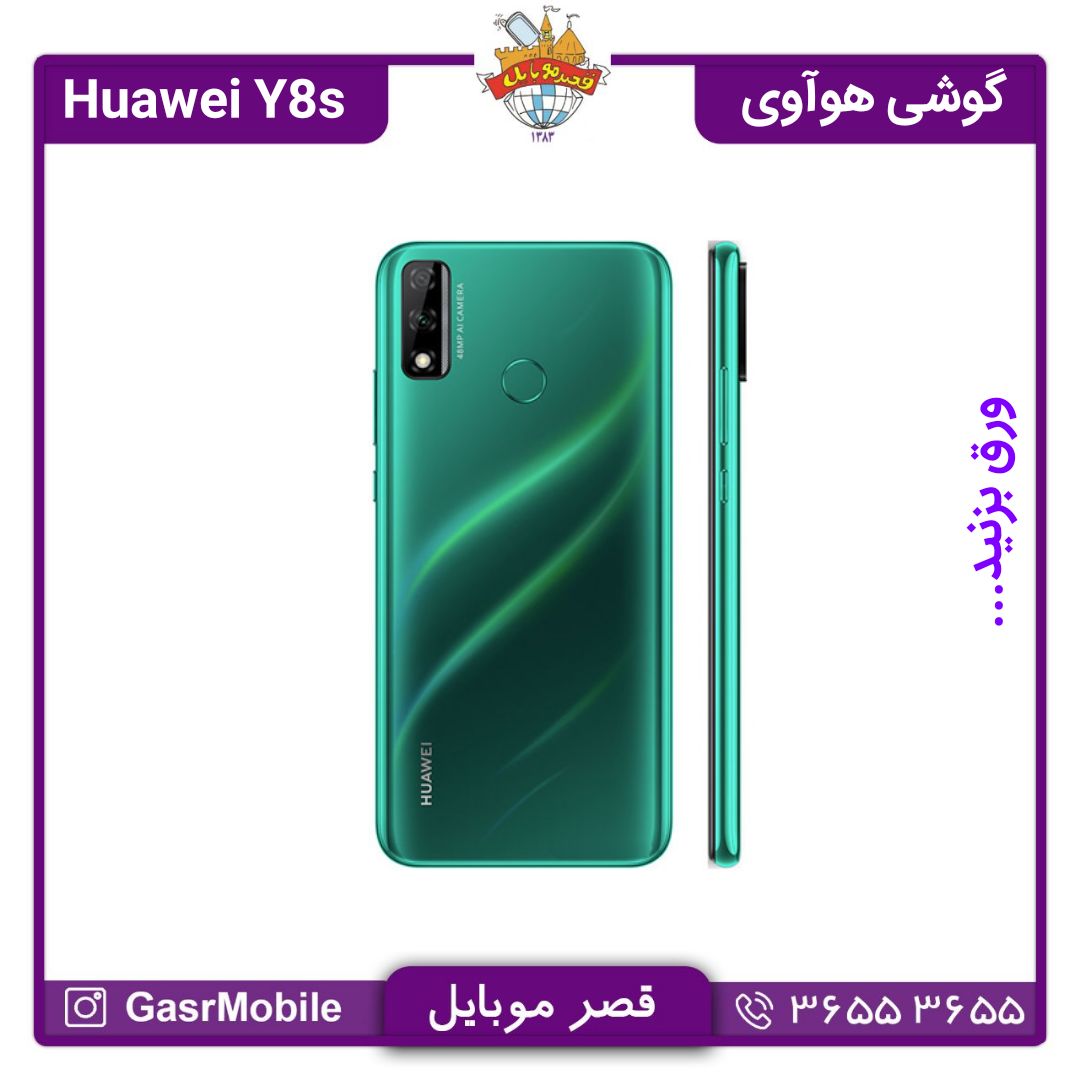 Huawei Y8s
گوشی هوآوی
قصر موبایل
۱۳۸۳
48MP AI CAMERA
HUAWEI
ورق بزنید...
GasrMobile
قصر موبایل
۳۶۵۵ ۳۶۵۵